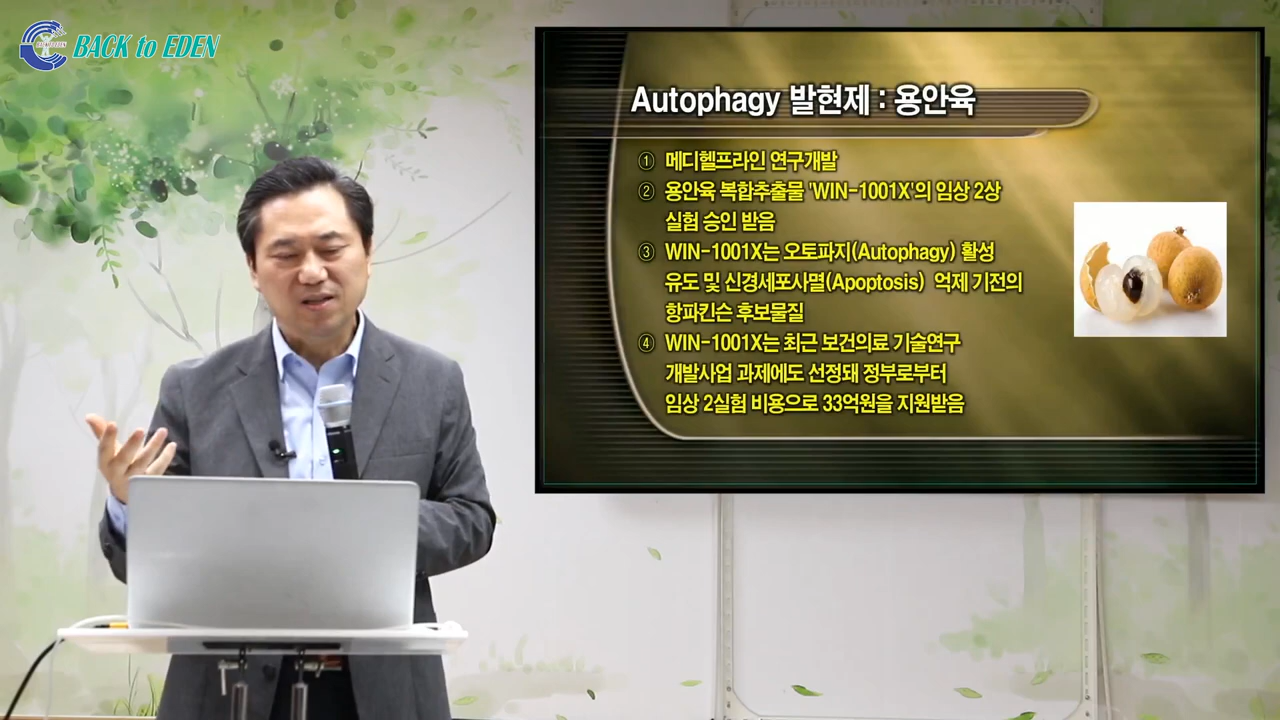 BACK to EDEN
Autophagy 발현제 : 용안육
① 메디헬프라인 연구개발
② 용안육 복합추출물 'WIN-1001X'의 임상 2상
실험 승인 받음
③ WIN-1001X는 오토파지(Autophagy) 활성
유도 및 신경세포사멸(Apoptosis) 억제 기전의
항파킨슨 후보물질
④ WIN-1001X는 최근 보건의료 기술연구
개발사업 과제에도 선정돼 정부로부터
임상 2실험 비용으로 33억원을 지원받음